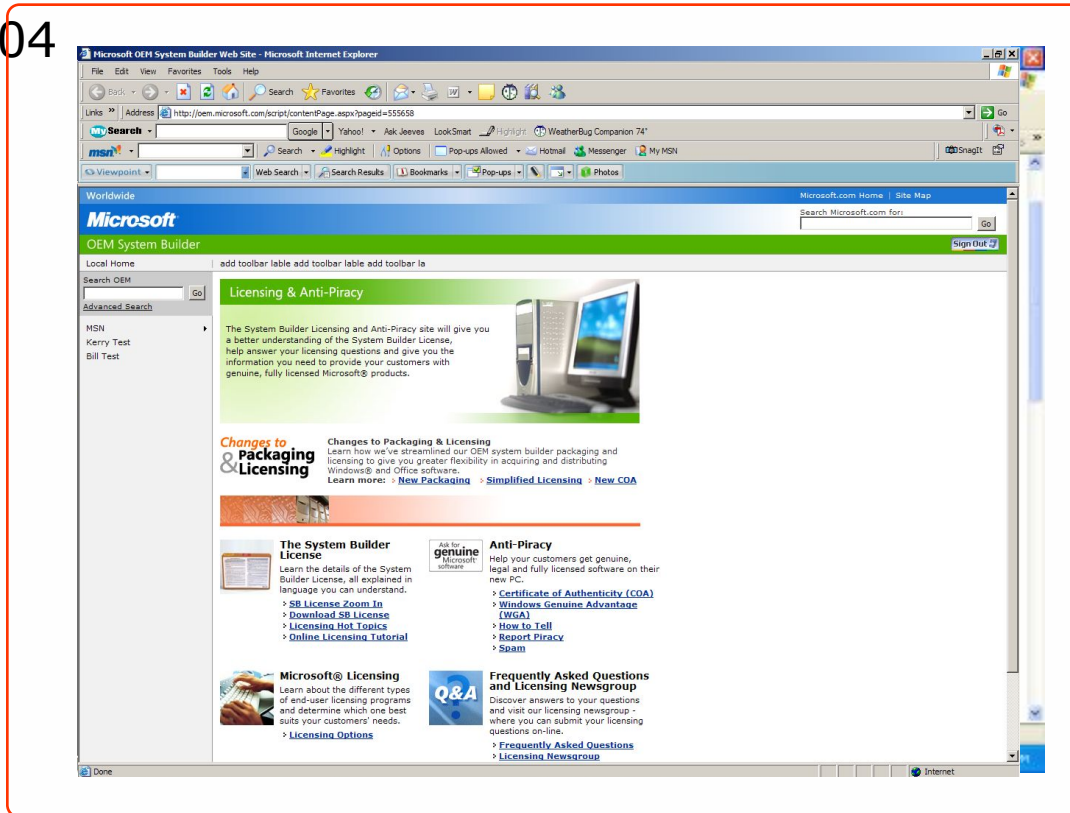 04
Microsoft OEM System Builder Web Site - Microsoft Internet Explorer
File Edit View Favorites Tools Help
Back Search Favorites
Links » Address http://oem.microsoft.com/script/contentPage.aspx?pageid=555658 Go
My Search Google Yahoo! Ask Jeeves LookSmart Highlight WeatherBug Companion 74°
msn Search Highlight Options Pop-ups Allowed Hotmail Messenger My MSN SnagIt
Viewpoint Web Search Search Results Bookmarks Pop-ups Photos
Worldwide Microsoft.com Home | Site Map
Microsoft Search Microsoft.com for:
Go
OEM System Builder Sign Out
Local Home add toolbar lable add toolbar lable add toolbar la
Search OEM
Go
Advanced Search
MSN
Kerry Test
Bill Test
Licensing & Anti-Piracy
The System Builder Licensing and Anti-Piracy site will give you
a better understanding of the System Builder License,
help answer your licensing questions and give you the
information you need to provide your customers with
genuine, fully licensed Microsoft® products.
Changes to
Packaging
&Licensing
Changes to Packaging & Licensing
Learn how we've streamlined our OEM system builder packaging and
licensing to give you greater flexibility in acquiring and distributing
Windows® and Office software.
Learn more: › New Packaging › Simplified Licensing › New COA
The System Builder
License
Learn the details of the System
Builder License, all explained in
language you can understand.
› SB License Zoom In
› Download SB License
› Licensing Hot Topics
› Online Licensing Tutorial
Ask for
genuine
Microsoft
software
Anti-Piracy
Help your customers get genuine,
legal and fully licensed software on their
new PC.
› Certificate of Authenticity (COA)
› Windows Genuine Advantage
(WGA)
› How to Tell
› Report Piracy
› Spam
Microsoft® Licensing
Learn about the different types
of end-user licensing programs
and determine which one best
suits your customers' needs.
› Licensing Options
Q&A
Frequently Asked Questions
and Licensing Newsgroup
Discover answers to your questions
and visit our licensing newsgroup -
where you can submit your licensing
questions on-line.
› Frequently Asked Questions
› Licensing Newsgroup
Done Internet